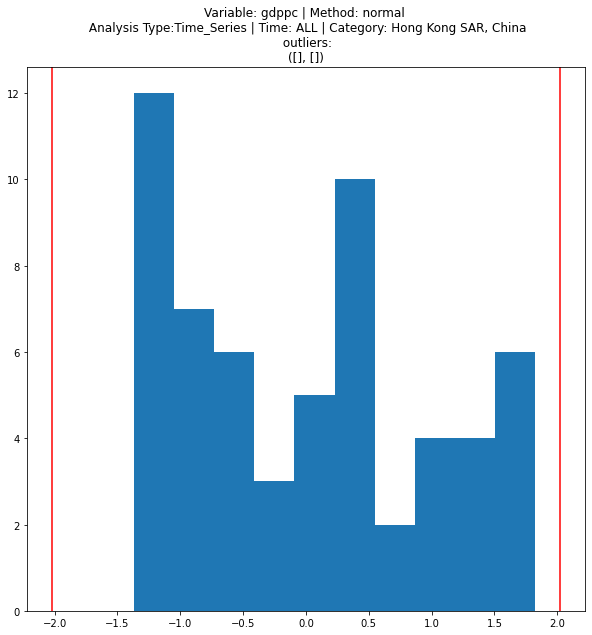 Variable: gdppc | Method: normal
Analysis Type:Time_Series | Time: ALL | Category: Hong Kong SAR, China
outliers:
([], [])
12
10
8
6
4
2
0
−2.0 −1.5 −1.0 −0.5 0.0 0.5 1.0 1.5 2.0